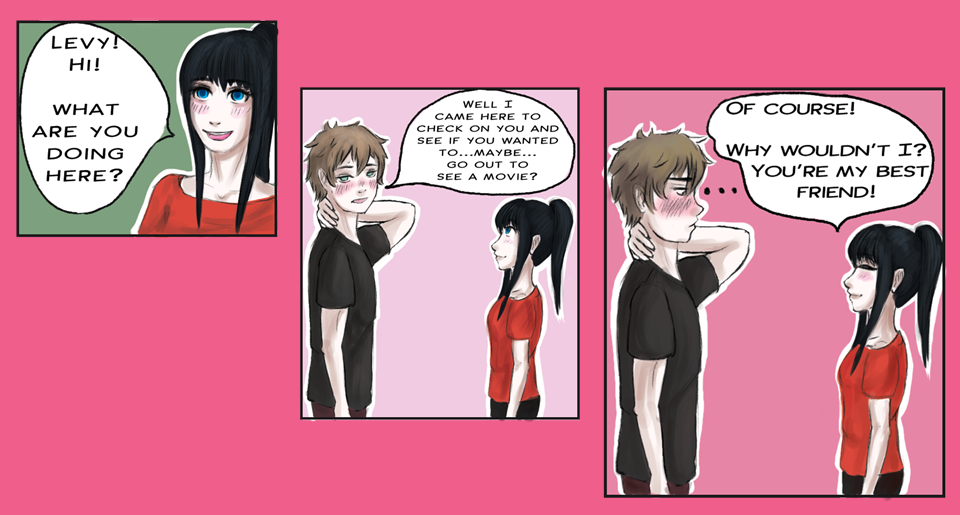 Levy!
Hi!
What
are you
doing
here?
Well I
came here to
check on you and
see if you wanted
to...maybe...
go out to
see a movie?
...
Of course!
Why wouldn't I?
You're my best
friend!